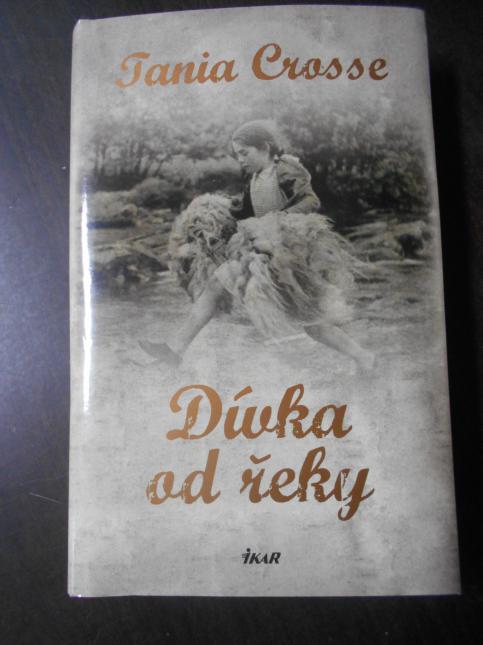 Tania Crosse
Dívka
od řeky
IKAR